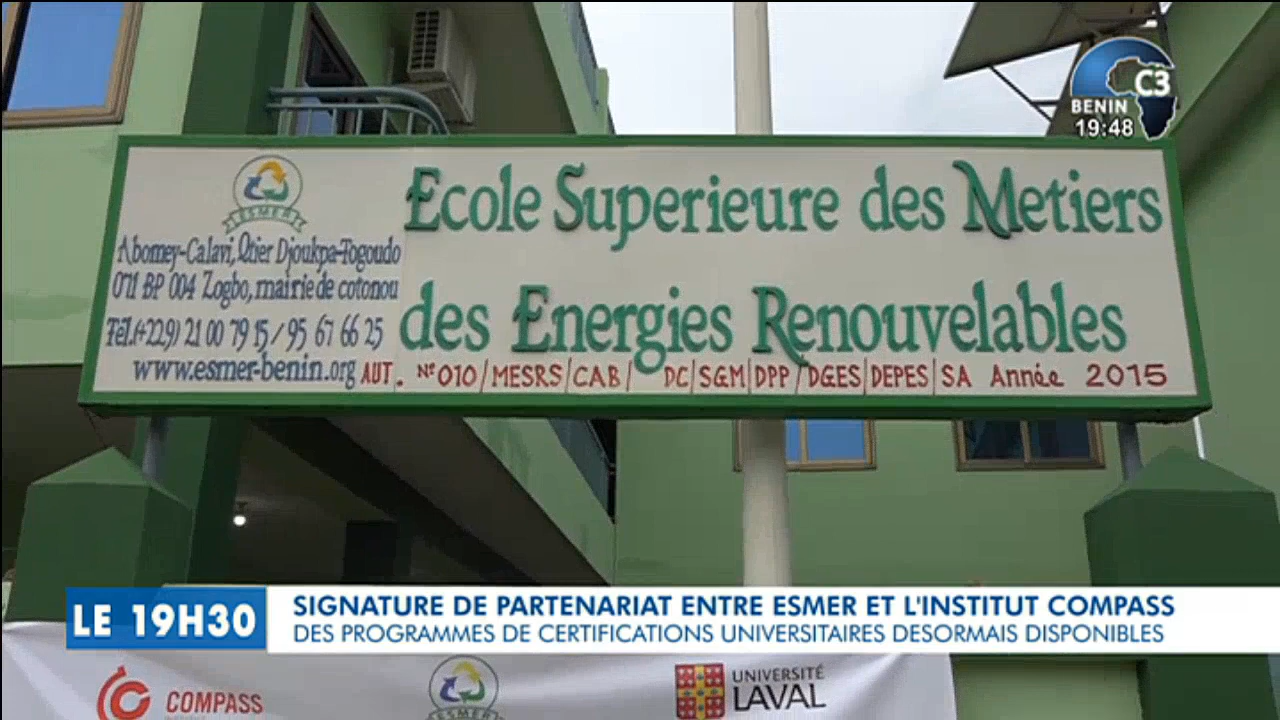 C3
BENIN
19:48
ESMER
Abomey-Calavi, Qtier Djoukpa-Togoudo
071 BP 004 Zogbo, mairie de cotonou
Tél.(+229) 21 00 79 15 / 95 67 66 25
www.esmer-benin.org
Ecole Superieure des Metiers
des Energies Renouvelables
AUT. N°010/MESRS/CAB/ DC/SGM/DPP/DGES/DEPES/SA Année 2015
LE 19H30
SIGNATURE DE PARTENARIAT ENTRE ESMER ET L'INSTITUT COMPASS
DES PROGRAMMES DE CERTIFICATIONS UNIVERSITAIRES DESORMAIS DISPONIBLES
COMPASS
ESMER
UNIVERSITÉ
LAVAL